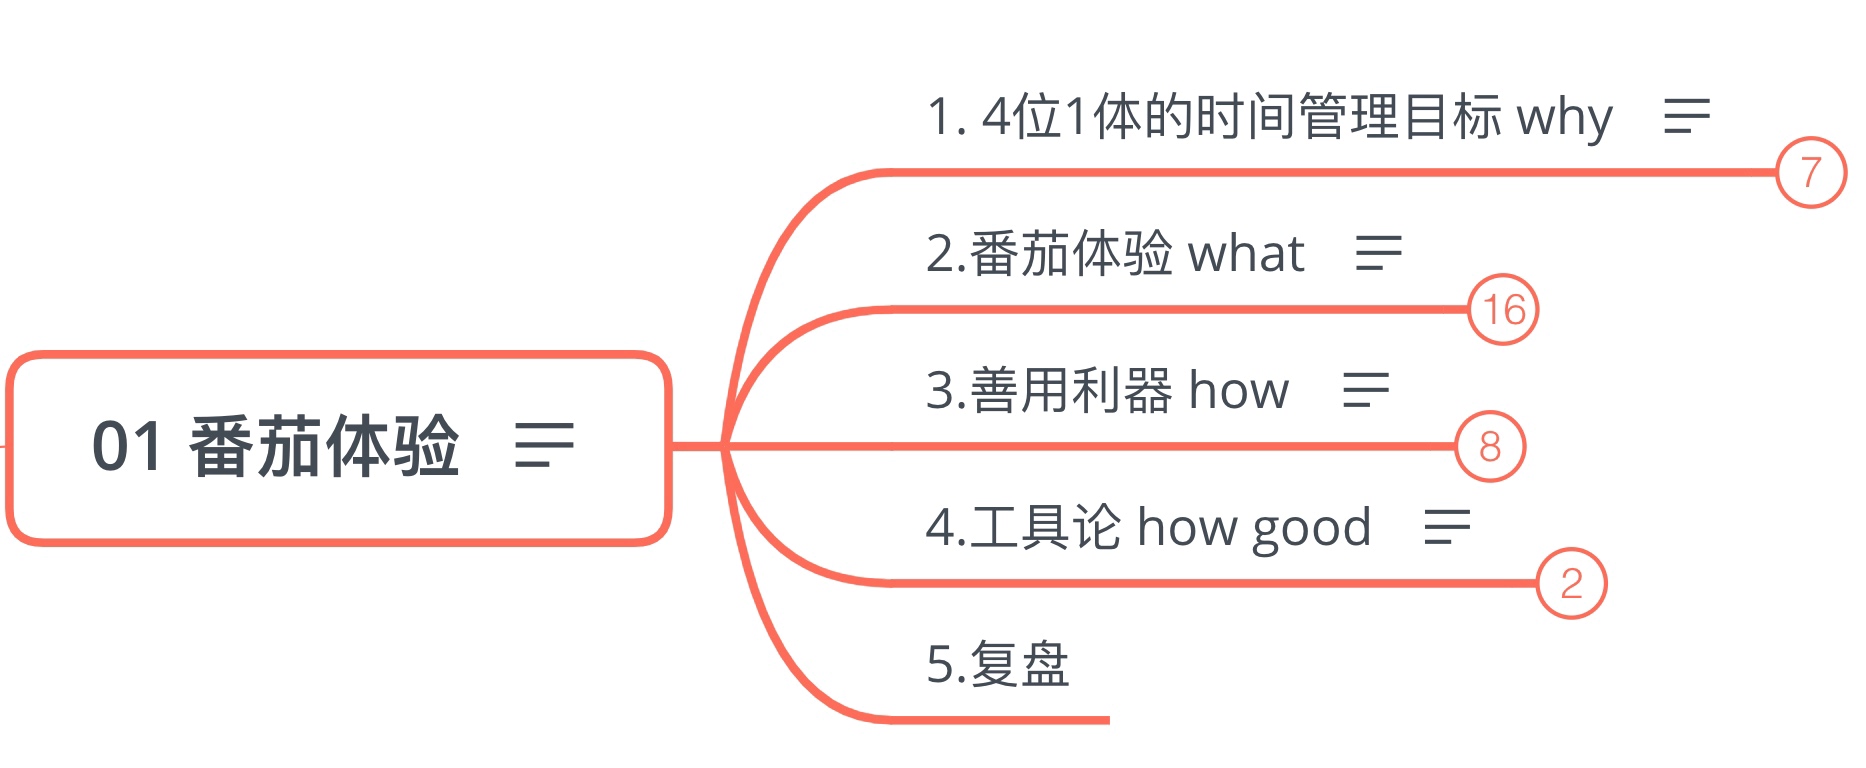 1. 4位1体的时间管理目标 why
7
2.番茄体验 what
16
01 番茄体验
3.善用利器 how
8
4.工具论 how good
2
5.复盘